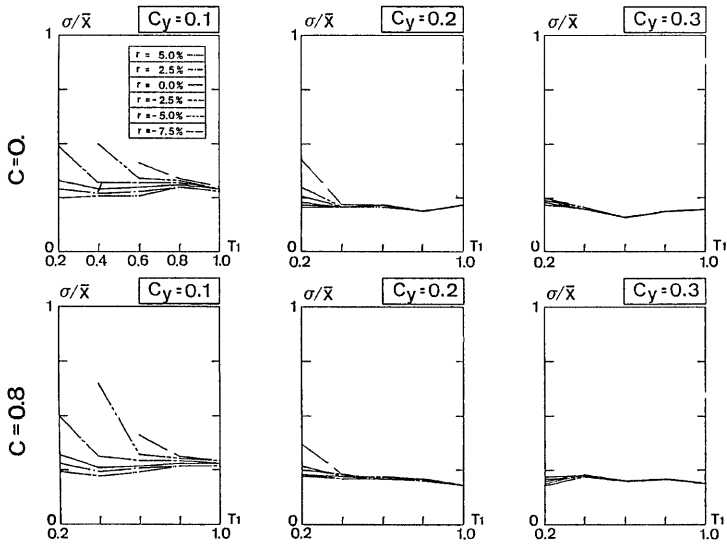 σ/x̄ Cy=0.1
1
r = 5.0%
r = 2.5%
r = 0.0%
r =-2.5%
r =-5.0%
r =-7.5%
C=0.
0
0.2 0.4 0.6 0.8 1.0 T1
σ/x̄ Cy=0.2
1
0
0.2 1.0 T1
σ/x̄ Cy=0.3
1
0
0.2 1.0 T1
σ/x̄ Cy=0.1
1
C=0.8
0
0.2 1.0 T1
σ/x̄ Cy=0.2
1
0
0.2 1.0 T1
σ/x̄ Cy=0.3
1
0
0.2 1.0 T1